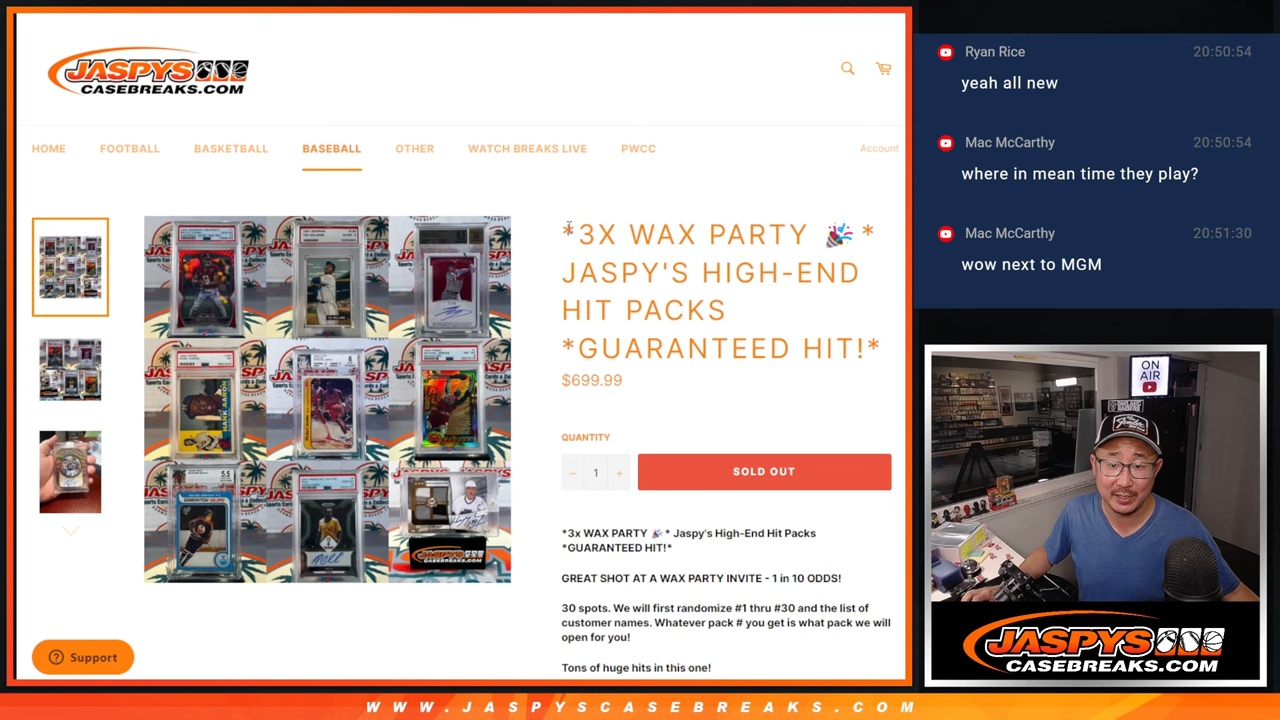 JASPYS
CASEBREAKS.COM
HOME
FOOTBALL
BASKETBALL
BASEBALL
OTHER
WATCH BREAKS LIVE
PWCC
Account
*3X WAX PARTY 🎉 *
JASPY'S HIGH-END
HIT PACKS
*GUARANTEED HIT!*
$699.99
QUANTITY
− 1 +
SOLD OUT
*3x WAX PARTY 🎉 * Jaspy's High-End Hit Packs
*GUARANTEED HIT!*
GREAT SHOT AT A WAX PARTY INVITE - 1 in 10 ODDS!
30 spots. We will first randomize #1 thru #30 and the list of
customer names. Whatever pack # you get is what pack we will
open for you!
Tons of huge hits in this one!
Support
Ryan Rice 20:50:54
yeah all new
Mac McCarthy 20:50:54
where in mean time they play?
Mac McCarthy 20:51:30
wow next to MGM
ON
AIR
Fender
JASPYS
CASEBREAKS.COM
WWW.JASPYSCASEBREAKS.COM